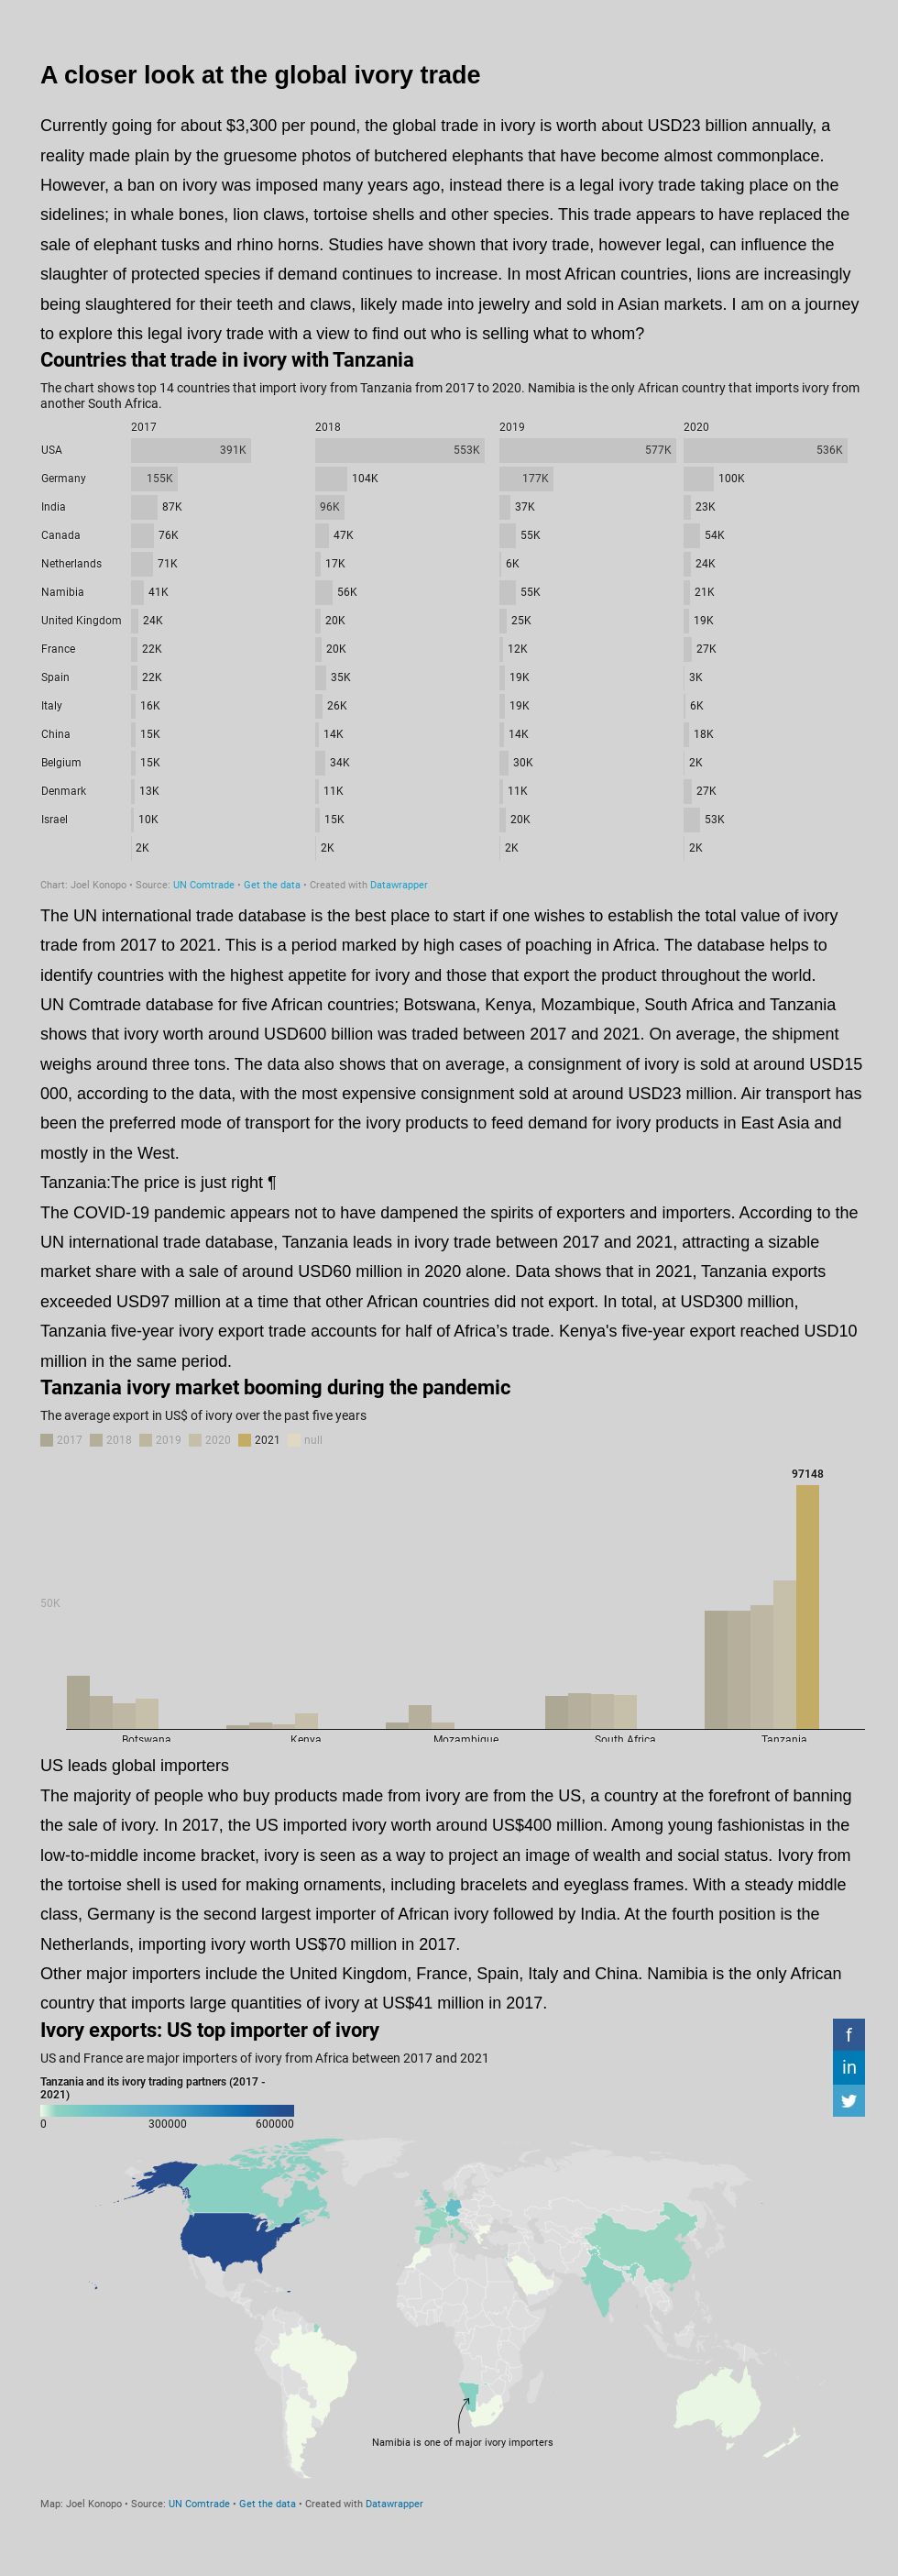 A closer look at the global ivory trade
Currently going for about $3,300 per pound, the global trade in ivory is worth about USD23 billion annually, a
reality made plain by the gruesome photos of butchered elephants that have become almost commonplace.
However, a ban on ivory was imposed many years ago, instead there is a legal ivory trade taking place on the
sidelines; in whale bones, lion claws, tortoise shells and other species. This trade appears to have replaced the
sale of elephant tusks and rhino horns. Studies have shown that ivory trade, however legal, can influence the
slaughter of protected species if demand continues to increase. In most African countries, lions are increasingly
being slaughtered for their teeth and claws, likely made into jewelry and sold in Asian markets. I am on a journey
to explore this legal ivory trade with a view to find out who is selling what to whom?
Countries that trade in ivory with Tanzania
The chart shows top 14 countries that import ivory from Tanzania from 2017 to 2020. Namibia is the only African country that imports ivory from
another South Africa.
2017 2018 2019 2020
USA 391K 553K 577K 536K
Germany 155K 104K 177K 100K
India 87K 96K 37K 23K
Canada 76K 47K 55K 54K
Netherlands 71K 17K 6K 24K
Namibia 41K 56K 55K 21K
United Kingdom 24K 20K 25K 19K
France 22K 20K 12K 27K
Spain 22K 35K 19K 3K
Italy 16K 26K 19K 6K
China 15K 14K 14K 18K
Belgium 15K 34K 30K 2K
Denmark 13K 11K 11K 27K
Israel 10K 15K 20K 53K
2K 2K 2K 2K
Chart: Joel Konopo • Source: UN Comtrade • Get the data • Created with Datawrapper
The UN international trade database is the best place to start if one wishes to establish the total value of ivory
trade from 2017 to 2021. This is a period marked by high cases of poaching in Africa. The database helps to
identify countries with the highest appetite for ivory and those that export the product throughout the world.
UN Comtrade database for five African countries; Botswana, Kenya, Mozambique, South Africa and Tanzania
shows that ivory worth around USD600 billion was traded between 2017 and 2021. On average, the shipment
weighs around three tons. The data also shows that on average, a consignment of ivory is sold at around USD15
000, according to the data, with the most expensive consignment sold at around USD23 million. Air transport has
been the preferred mode of transport for the ivory products to feed demand for ivory products in East Asia and
mostly in the West.
Tanzania:The price is just right ¶
The COVID-19 pandemic appears not to have dampened the spirits of exporters and importers. According to the
UN international trade database, Tanzania leads in ivory trade between 2017 and 2021, attracting a sizable
market share with a sale of around USD60 million in 2020 alone. Data shows that in 2021, Tanzania exports
exceeded USD97 million at a time that other African countries did not export. In total, at USD300 million,
Tanzania five-year ivory export trade accounts for half of Africa's trade. Kenya's five-year export reached USD10
million in the same period.
Tanzania ivory market booming during the pandemic
The average export in US$ of ivory over the past five years
2017 2018 2019 2020 2021 null
97148
50K
Botswana Kenya Mozambique South Africa Tanzania
US leads global importers
The majority of people who buy products made from ivory are from the US, a country at the forefront of banning
the sale of ivory. In 2017, the US imported ivory worth around US$400 million. Among young fashionistas in the
low-to-middle income bracket, ivory is seen as a way to project an image of wealth and social status. Ivory from
the tortoise shell is used for making ornaments, including bracelets and eyeglass frames. With a steady middle
class, Germany is the second largest importer of African ivory followed by India. At the fourth position is the
Netherlands, importing ivory worth US$70 million in 2017.
Other major importers include the United Kingdom, France, Spain, Italy and China. Namibia is the only African
country that imports large quantities of ivory at US$41 million in 2017.
Ivory exports: US top importer of ivory
US and France are major importers of ivory from Africa between 2017 and 2021
Tanzania and its ivory trading partners (2017 -
2021)
0 300000 600000
f
in
Namibia is one of major ivory importers
Map: Joel Konopo • Source: UN Comtrade • Get the data • Created with Datawrapper